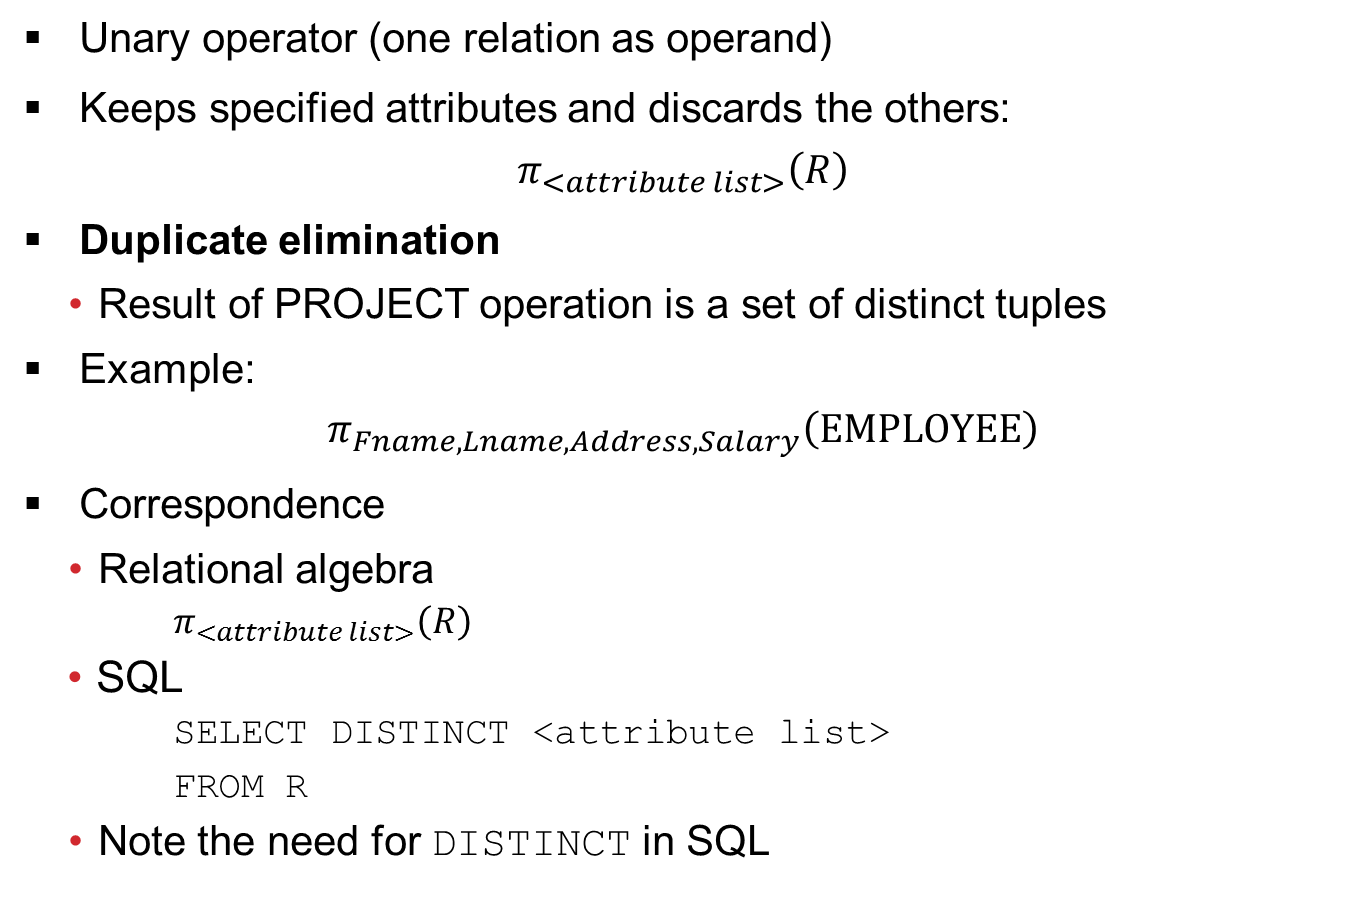 ▪ Unary operator (one relation as operand)
▪ Keeps specified attributes and discards the others:
π<attribute list>(R)
▪ Duplicate elimination
• Result of PROJECT operation is a set of distinct tuples
▪ Example:
πFname,Lname,Address,Salary(EMPLOYEE)
▪ Correspondence
• Relational algebra
π<attribute list>(R)
• SQL
SELECT DISTINCT <attribute list>
FROM R
• Note the need for DISTINCT in SQL